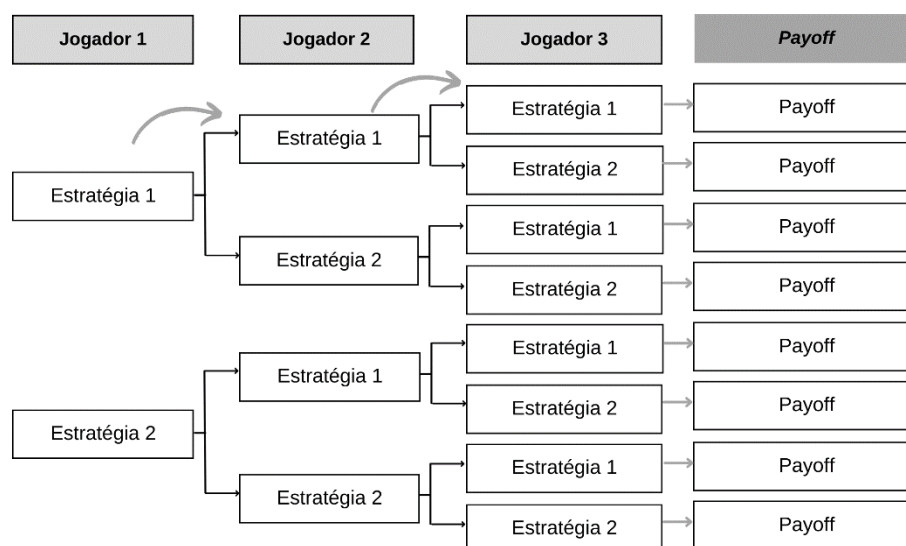 Jogador 1
Jogador 2
Jogador 3
Payoff
Estratégia 1
Payoff
Estratégia 1
Estratégia 2
Payoff
Estratégia 1
Estratégia 1
Payoff
Estratégia 2
Estratégia 2
Payoff
Estratégia 1
Payoff
Estratégia 1
Estratégia 2
Payoff
Estratégia 2
Estratégia 1
Payoff
Estratégia 2
Estratégia 2
Payoff